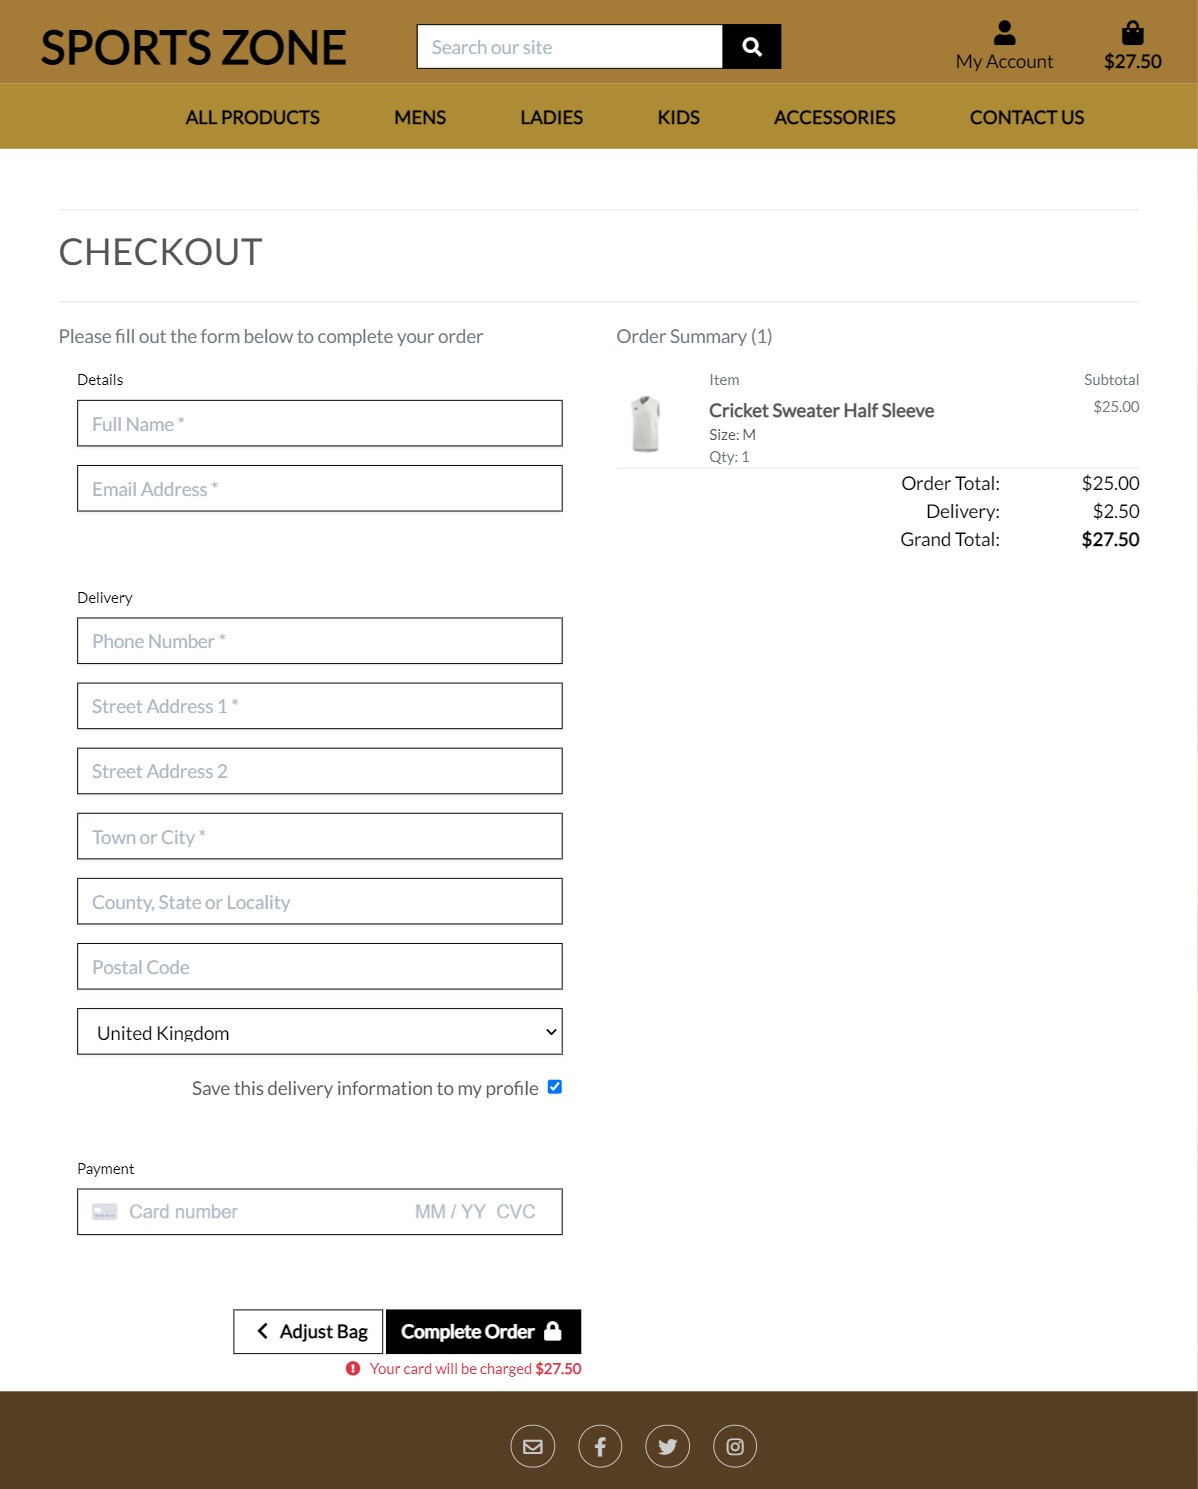 SPORTS ZONE
Search our site
My Account
$27.50
ALL PRODUCTS MENS LADIES KIDS ACCESSORIES CONTACT US
CHECKOUT
Please fill out the form below to complete your order
Details
Full Name *
Email Address *
Delivery
Phone Number *
Street Address 1 *
Street Address 2
Town or City *
County, State or Locality
Postal Code
United Kingdom
Save this delivery information to my profile
Payment
Card number MM / YY CVC
Adjust Bag Complete Order
Your card will be charged $27.50
Order Summary (1)
Item Subtotal
Cricket Sweater Half Sleeve $25.00
Size: M
Qty: 1
Order Total: $25.00
Delivery: $2.50
Grand Total: $27.50